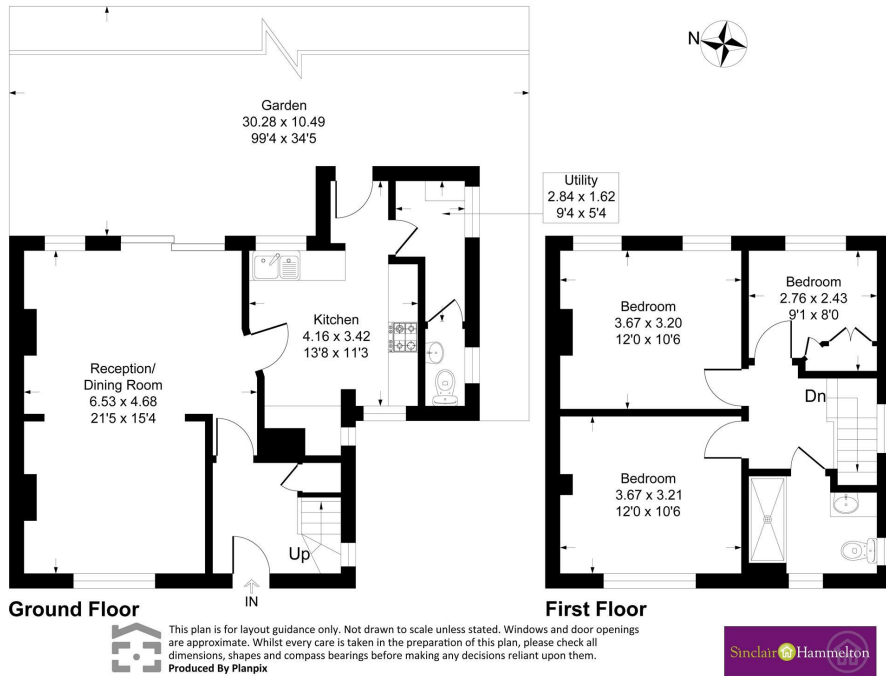 N
Garden
30.28 x 10.49
99'4 x 34'5
Utility
2.84 x 1.62
9'4 x 5'4
Kitchen
4.16 x 3.42
13'8 x 11'3
Reception/
Dining Room
6.53 x 4.68
21'5 x 15'4
Up
IN
Ground Floor
Bedroom
3.67 x 3.20
12'0 x 10'6
Bedroom
2.76 x 2.43
9'1 x 8'0
Dn
Bedroom
3.67 x 3.21
12'0 x 10'6
First Floor
This plan is for layout guidance only. Not drawn to scale unless stated. Windows and door openings
are approximate. Whilst every care is taken in the preparation of this plan, please check all
dimensions, shapes and compass bearings before making any decisions reliant upon them.
Produced By Planpix
Sinclair Hammelton